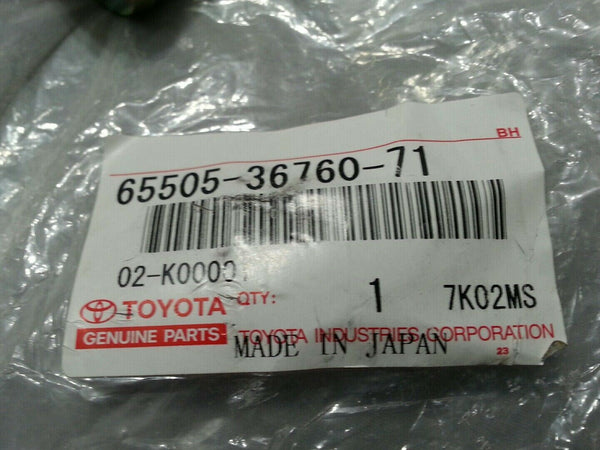 BH
65505-36760-71
02-K0000
TOYOTA QTY: 1 7K02MS
GENUINE PARTS TOYOTA INDUSTRIES CORPORATION
MADE IN JAPAN
23